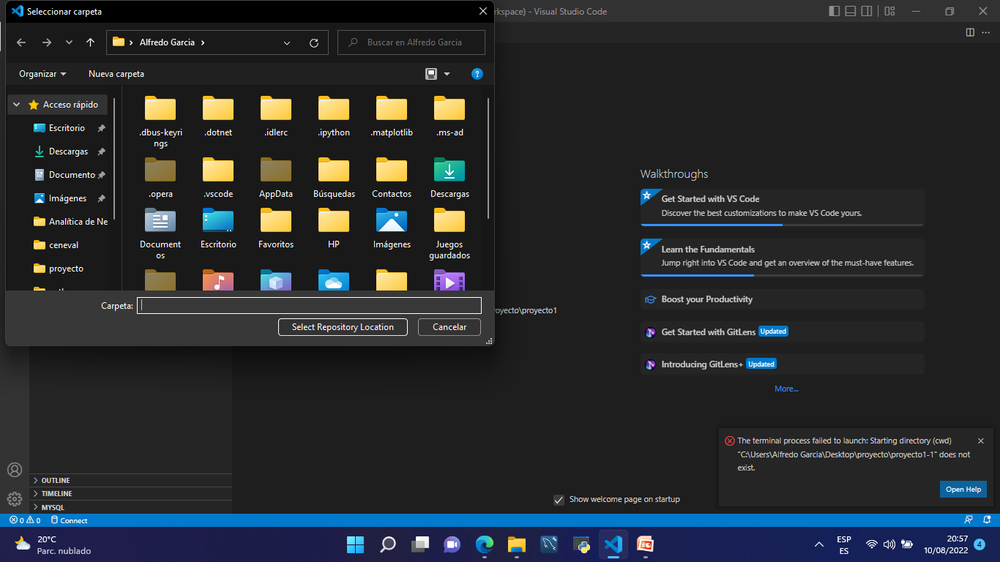 Seleccionar carpeta
rkspace) - Visual Studio Code
Alfredo Garcia
Buscar en Alfredo Garcia
Organizar
Nueva carpeta
?
Acceso rápido
Escritorio
Descargas
Documento
Imágenes
Analítica de Ne
ceneval
proyecto
.dbus-keyri
ngs
.dotnet
.idlerc
.ipython
.matplotlib
.ms-ad
.opera
.vscode
AppData
Búsquedas
Contactos
Descargas
Document
os
Escritorio
Favoritos
HP
Imágenes
Juegos
guardados
Carpeta:
Select Repository Location
Cancelar
royecto\proyecto1
Walkthroughs
Get Started with VS Code
Discover the best customizations to make VS Code yours.
Learn the Fundamentals
Jump right into VS Code and get an overview of the must-have features.
Boost your Productivity
Get Started with GitLens Updated
Introducing GitLens+ Updated
More...
The terminal process failed to launch: Starting directory (cwd)
"C:\Users\Alfredo Garcia\Desktop\proyecto\proyecto1-1" does not
exist.
Open Help
Show welcome page on startup
OUTLINE
TIMELINE
MYSQL
0 0 Connect
20°C
Parc. nublado
ESP
ES
20:57
10/08/2022
4